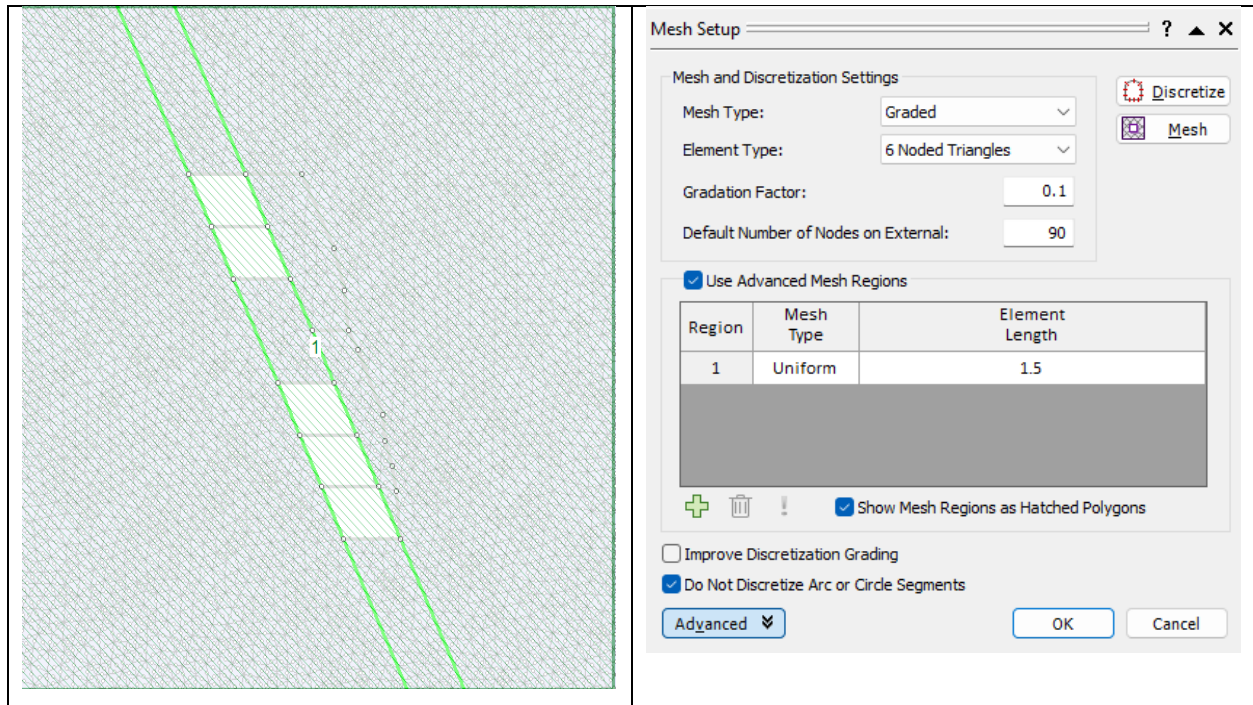 1
Mesh Setup ?
Mesh and Discretization Settings
Mesh Type: Graded
Element Type: 6 Noded Triangles
Gradation Factor: 0.1
Default Number of Nodes on External: 90
Discretize
Mesh
Use Advanced Mesh Regions
Region Mesh Type Element Length
1 Uniform 1.5
! Show Mesh Regions as Hatched Polygons
Improve Discretization Grading
Do Not Discretize Arc or Circle Segments
Advanced OK Cancel